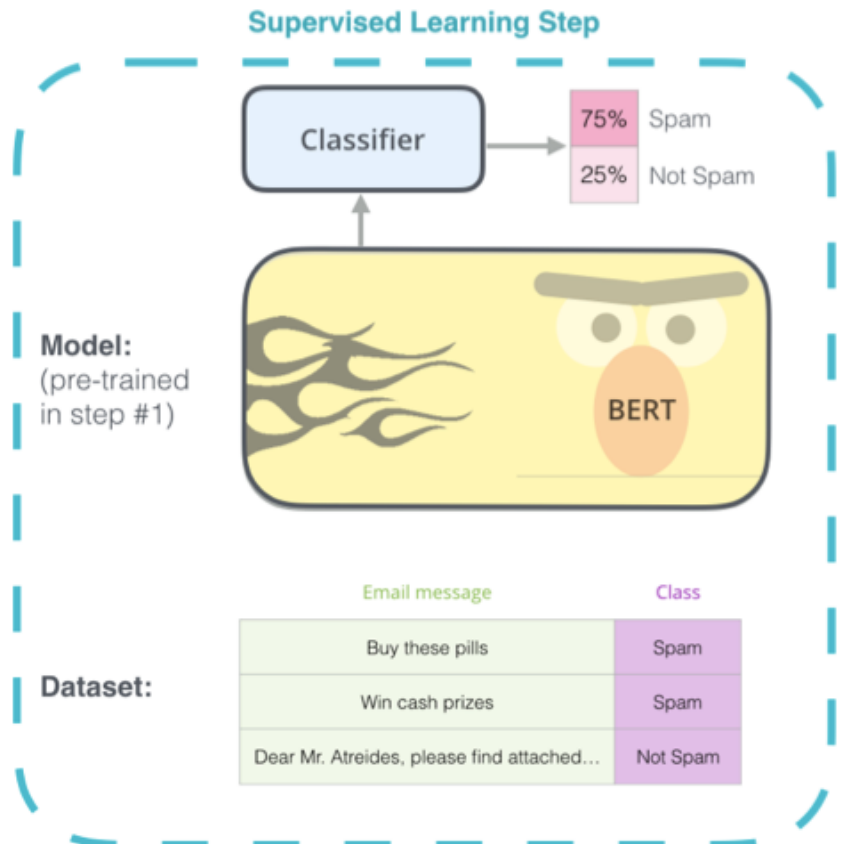 Supervised Learning Step
Classifier
75% Spam
25% Not Spam
Model:
(pre-trained
in step #1)
BERT
Email message Class
Dataset:
Buy these pills Spam
Win cash prizes Spam
Dear Mr. Atreides, please find attached... Not Spam